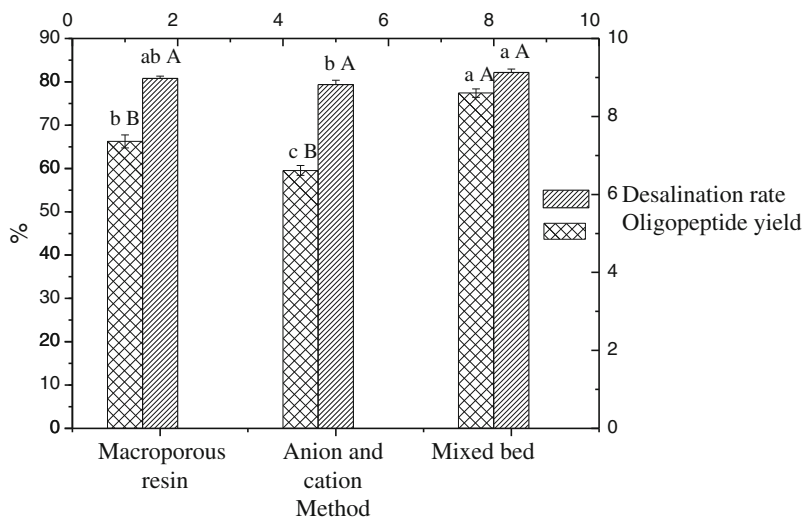 0 2 4 6 8 10
90 10
ab A b A a A
80
a A 8
70
b B
60 c B
6 Desalination rate
50 Oligopeptide yield
%
40 4
30
20 2
10
0 0
Macroporous Anion and Mixed bed
resin cation
Method